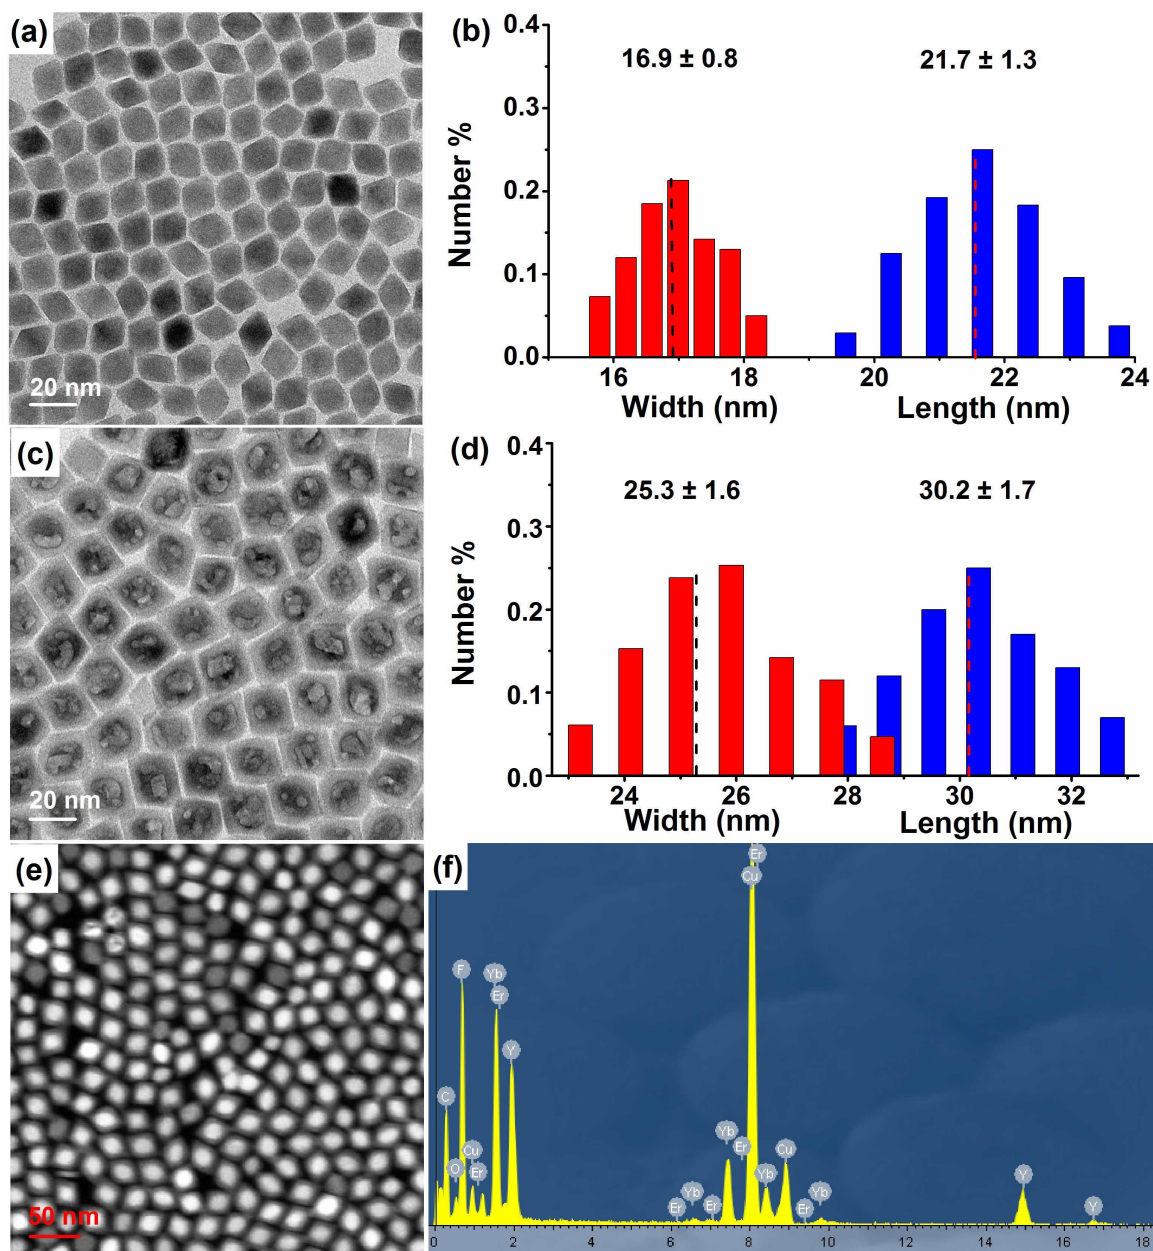 (a)
20 nm
(b)
16.9 ± 0.8
21.7 ± 1.3
Number %
0.4
0.3
0.2
0.1
0.0
16 18 20 22 24
Width (nm) Length (nm)
(c)
20 nm
(d)
25.3 ± 1.6
30.2 ± 1.7
Number %
0.4
0.3
0.2
0.1
0.0
24 26 28 30 32
Width (nm) Length (nm)
(e)
50 nm
(f)
Er
Cu
F
Yb
Er
Y
C
Cu
O
Er
Yb
Er
Cu
Yb
Er
Yb
Er
Yb
Er
Y
Y
0 2 4 6 8 10 12 14 16 18